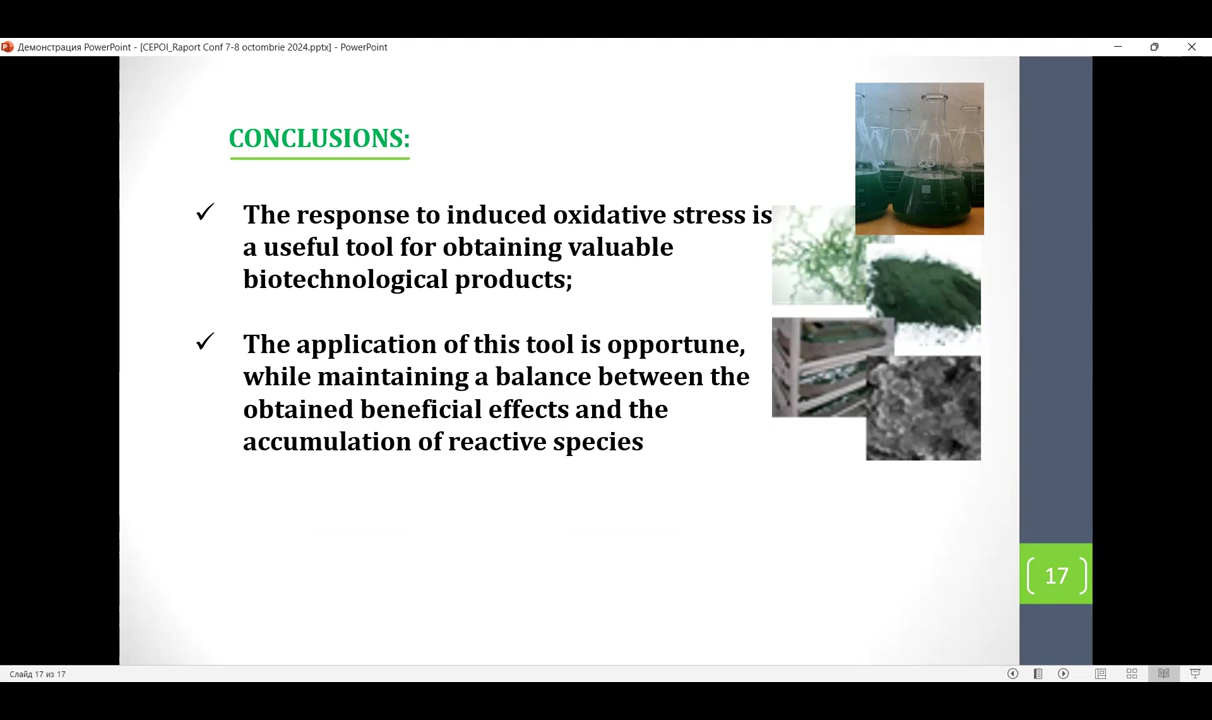 Демонстрация PowerPoint - [CEPOI_Raport Conf 7-8 octombrie 2024.pptx] - PowerPoint
CONCLUSIONS:
✓ The response to induced oxidative stress is
a useful tool for obtaining valuable
biotechnological products;
✓ The application of this tool is opportune,
while maintaining a balance between the
obtained beneficial effects and the
accumulation of reactive species
17
Слайд 17 из 17